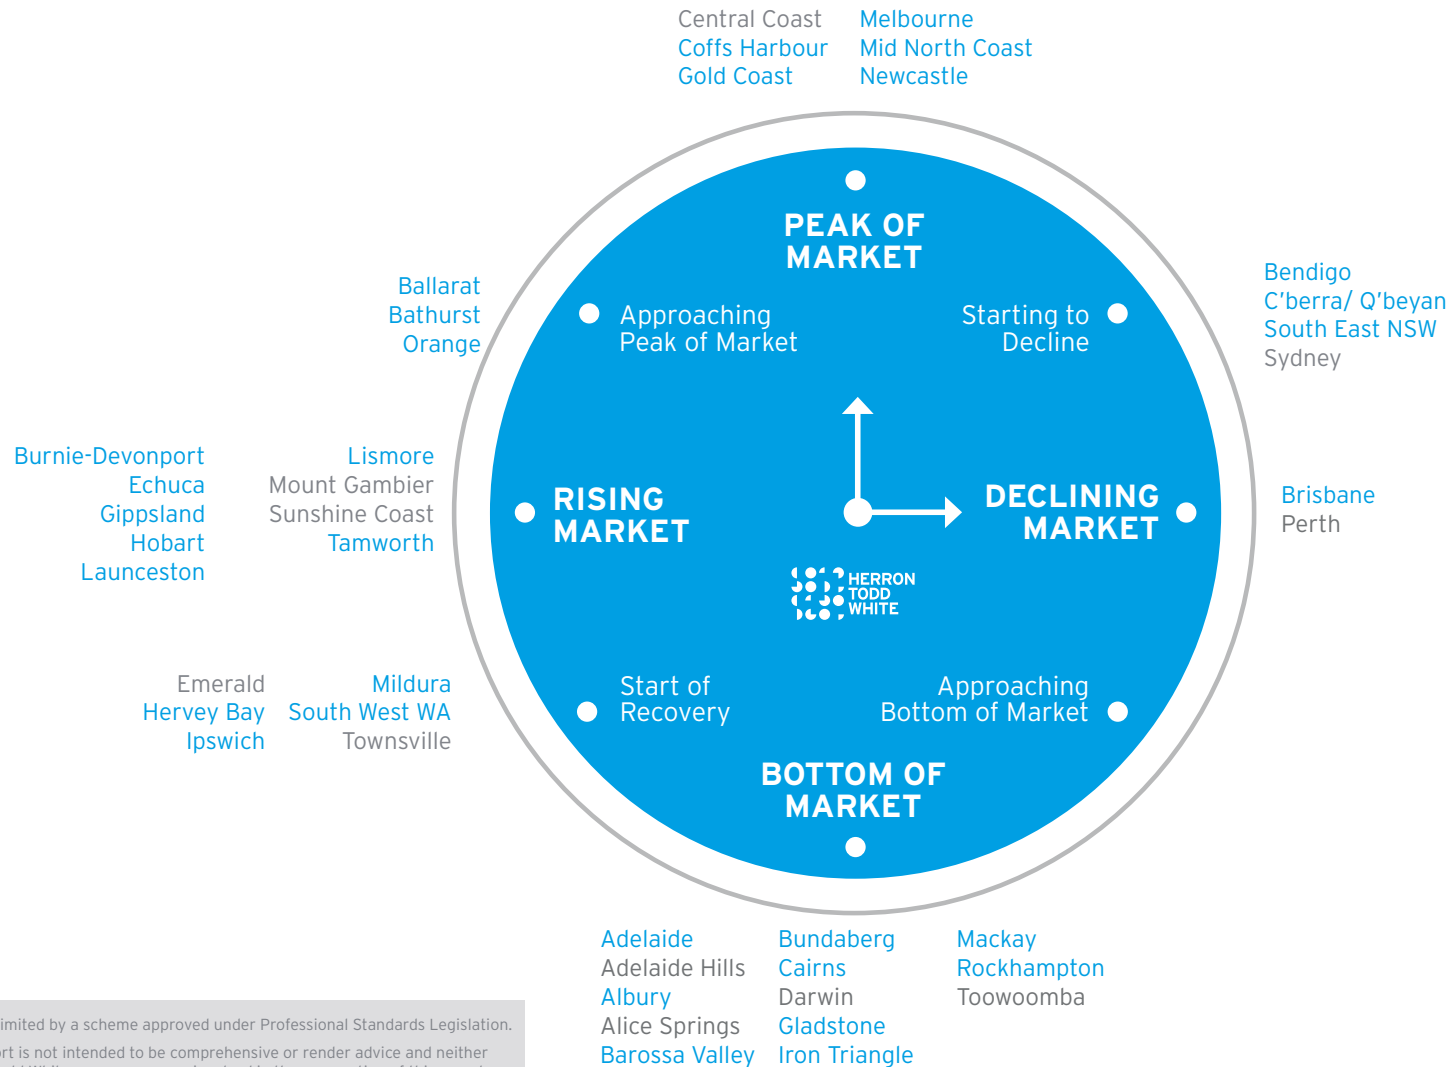 Central Coast
Coffs Harbour
Gold Coast
Melbourne
Mid North Coast
Newcastle
PEAK OF
MARKET
Ballarat
Bathurst
Orange
Approaching
Peak of Market
Starting to
Decline
Bendigo
C'berra/ Q'beyan
South East NSW
Sydney
Burnie-Devonport
Echuca
Gippsland
Hobart
Launceston
Lismore
Mount Gambier
Sunshine Coast
Tamworth
RISING
MARKET
DECLINING
MARKET
Brisbane
Perth
HERRON
TODD
WHITE
Emerald
Hervey Bay
Ipswich
Mildura
South West WA
Townsville
Start of
Recovery
Approaching
Bottom of Market
BOTTOM OF
MARKET
Adelaide
Adelaide Hills
Albury
Alice Springs
Barossa Valley
Bundaberg
Cairns
Darwin
Gladstone
Iron Triangle
Mackay
Rockhampton
Toowoomba
imited by a scheme approved under Professional Standards Legislation.
rt is not intended to be comprehensive or render advice and neither